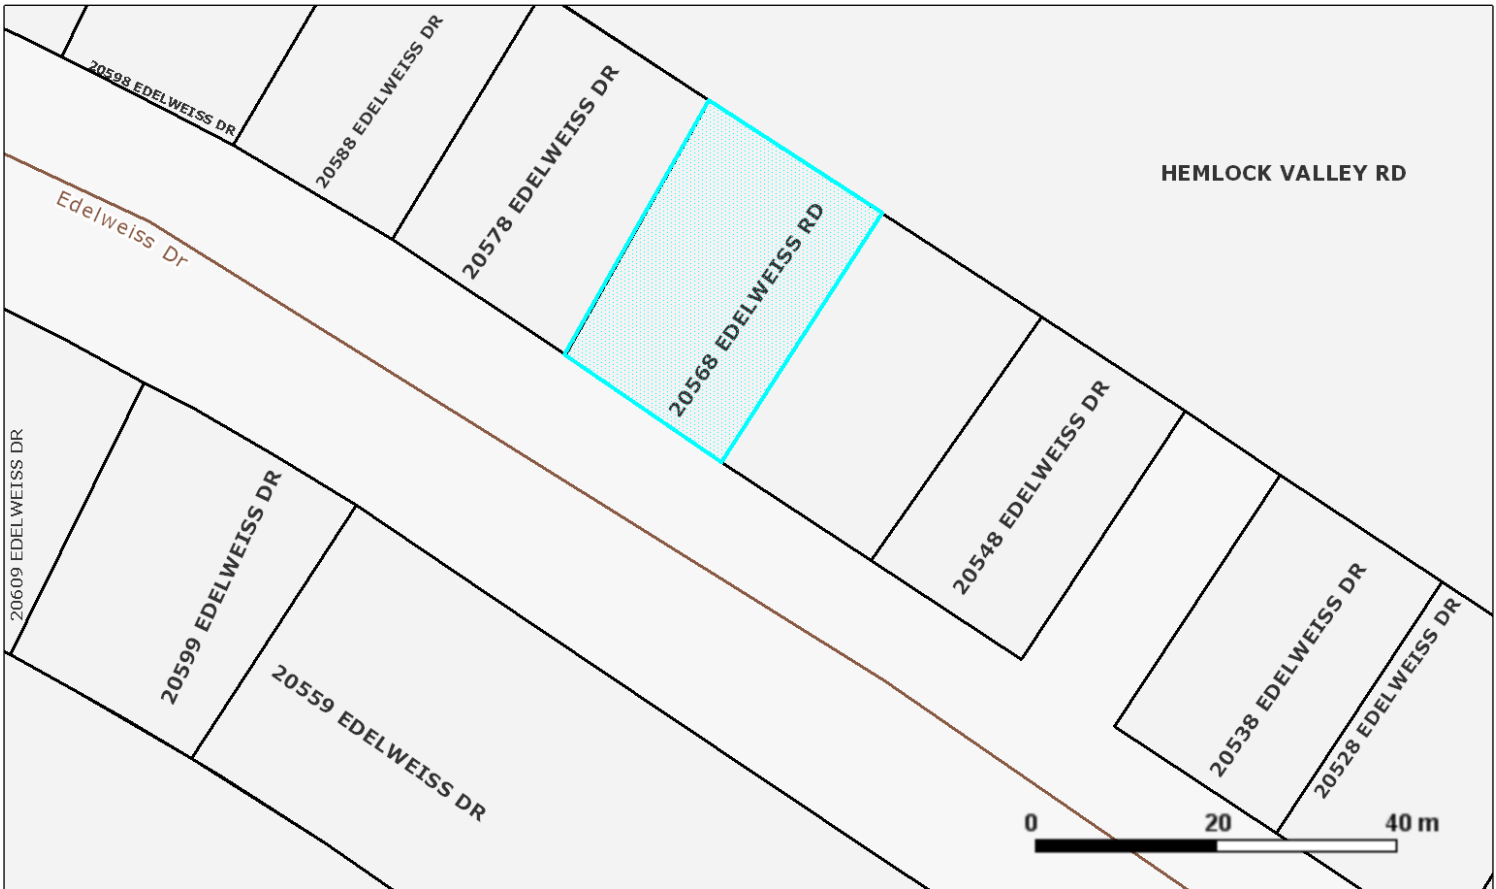 20598 EDELWEISS DR
20588 EDELWEISS DR
20578 EDELWEISS DR
HEMLOCK VALLEY RD
Edelweiss Dr
20568 EDELWEISS RD
20548 EDELWEISS DR
20609 EDELWEISS DR
20599 EDELWEISS DR
20559 EDELWEISS DR
20538 EDELWEISS DR
20528 EDELWEISS DR
0 20 40 m